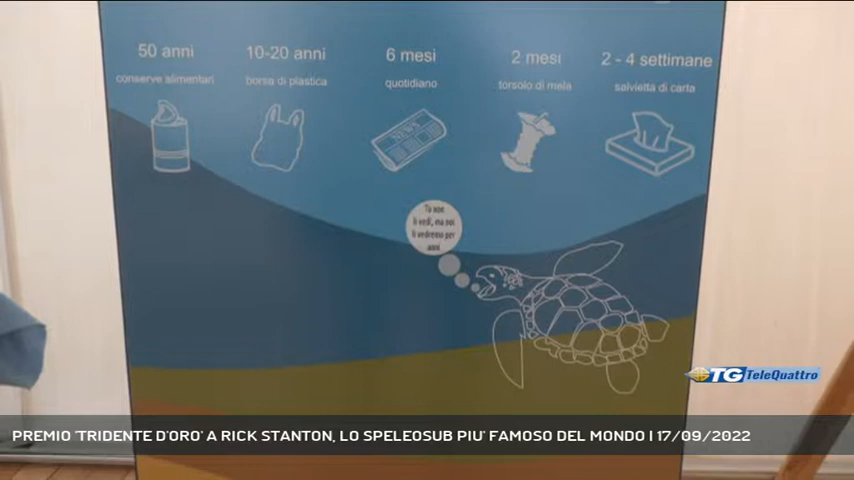 50 anni
10-20 anni
6 mesi
2 mesi
2 - 4 settimane
conserve alimentari
borsa di plastica
quotidiano
torsolo di mela
salvietta di carta
NEWS
Tu non
li vedi, ma noi
li vedremo per
anni
TG TeleQuattro
PREMIO 'TRIDENTE D'ORO' A RICK STANTON, LO SPELEOSUB PIU' FAMOSO DEL MONDO | 17/09/2022